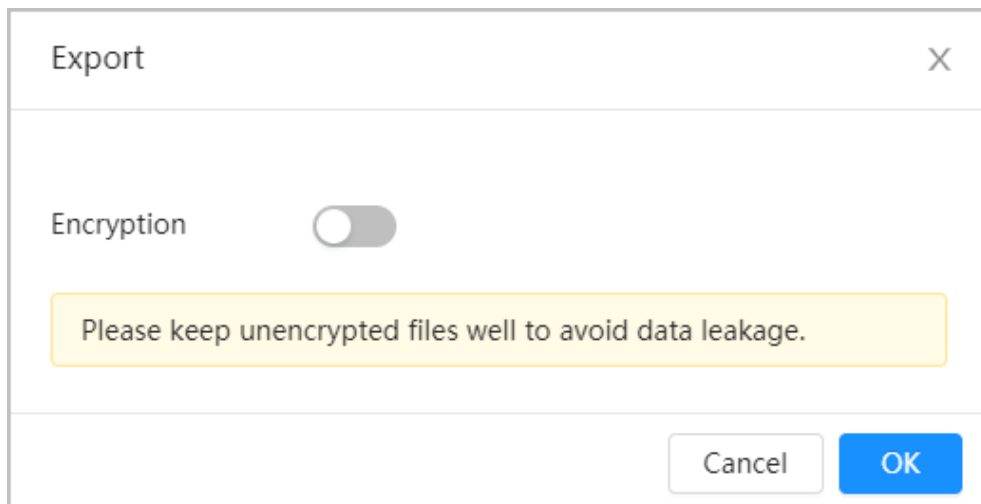 Export
Encryption
Please keep unencrypted files well to avoid data leakage.
Cancel OK